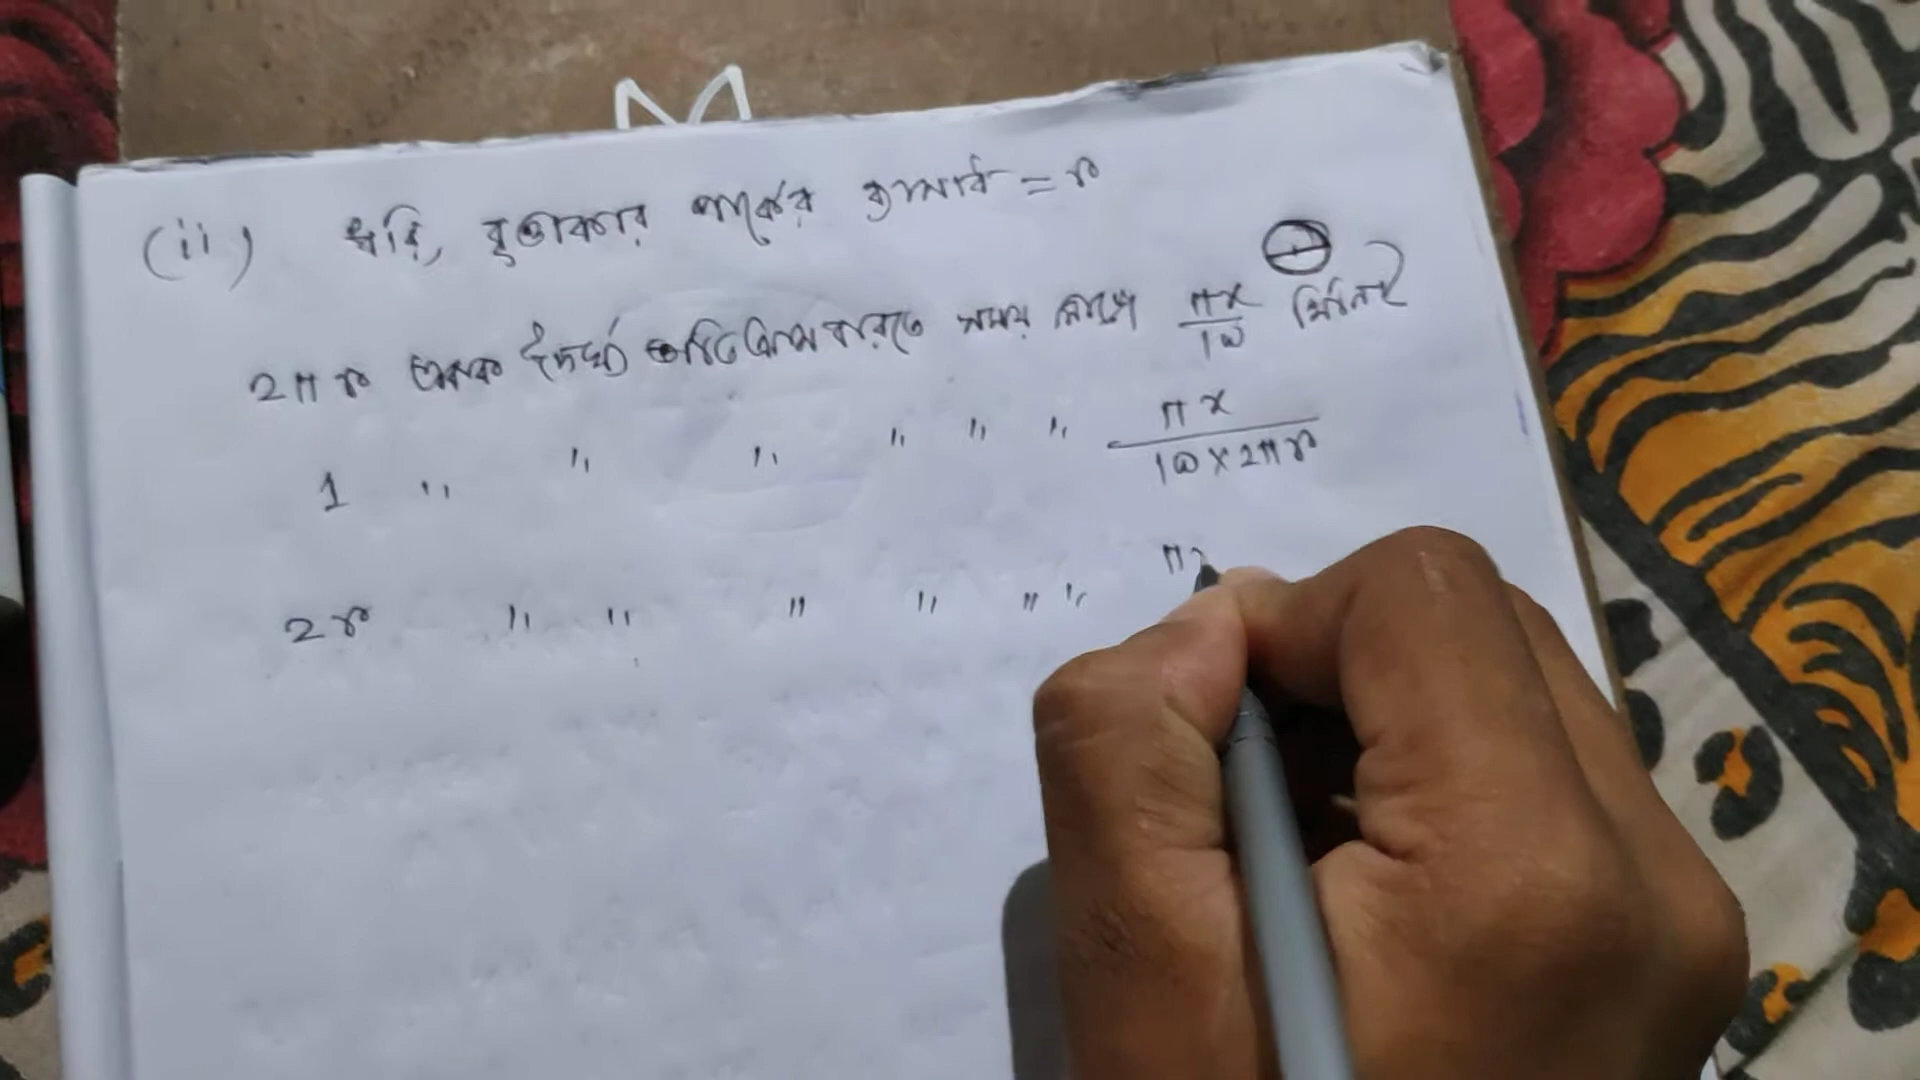 (ii) ধরি, বৃত্তাকার পার্কের ব্যাসার্ধ = r
2πr একক দৈর্ঘ্য অতিক্রম করতে সময় লাগে πx/10 মিনিট
1 " " " " " " πx/10×2πr
2r " " " " " " π